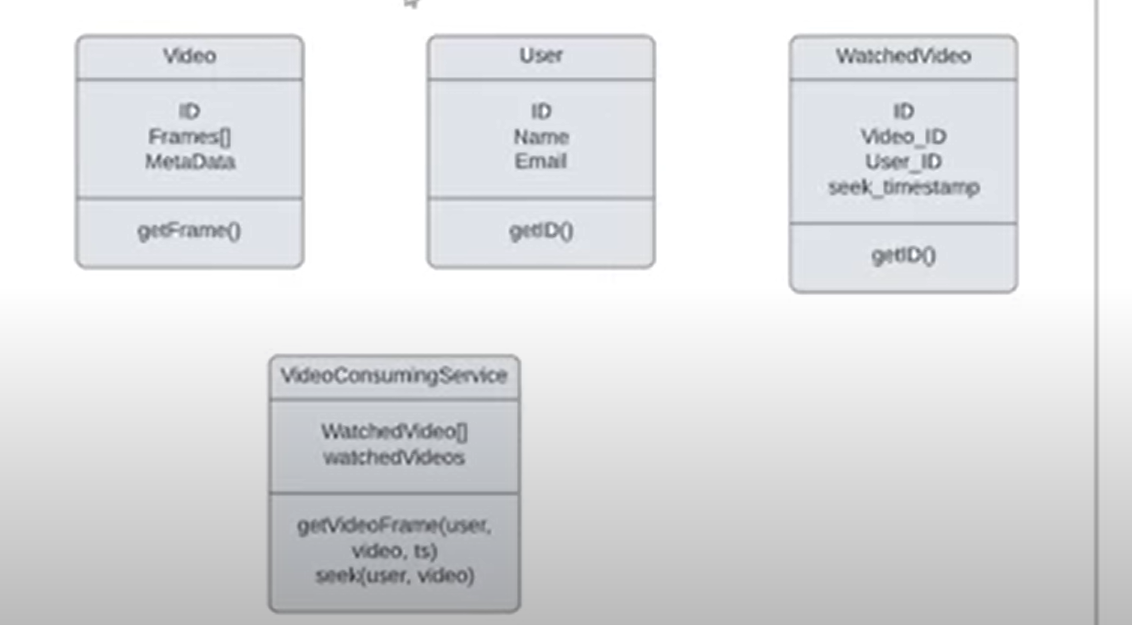 Video
ID
Frames[]
MetaData
getFrame()
User
ID
Name
Email
getID()
WatchedVideo
ID
Video_ID
User_ID
seek_timestamp
getID()
VideoConsumingService
WatchedVideo[]
watchedVideos
getVideoFrame(user,
video, ts)
seek(user, video)